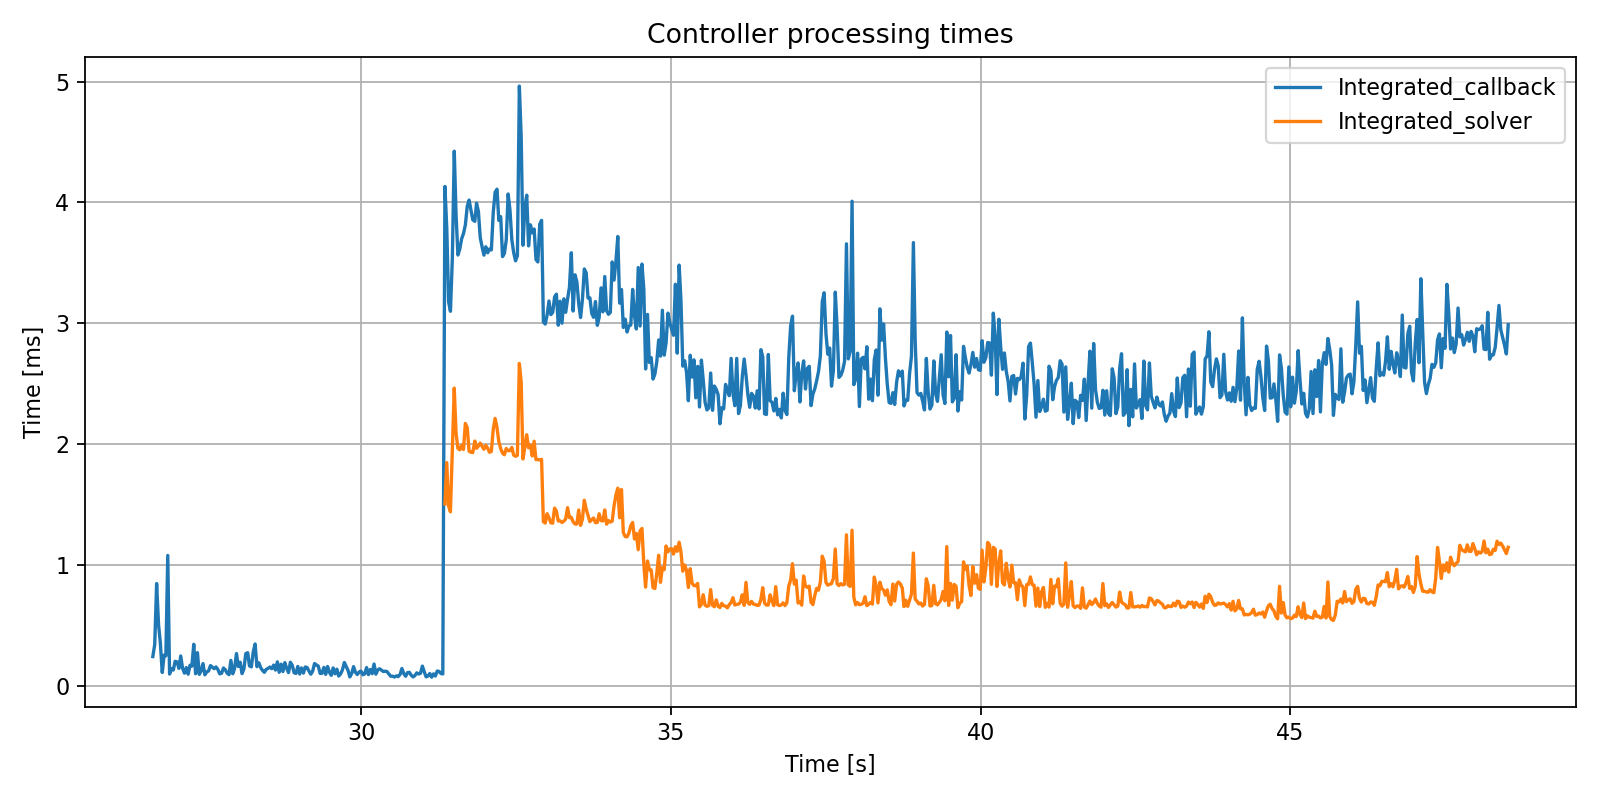 Controller processing times
Integrated_callback
Integrated_solver
Time [ms]
5
4
3
2
1
0
30
35
40
45
Time [s]